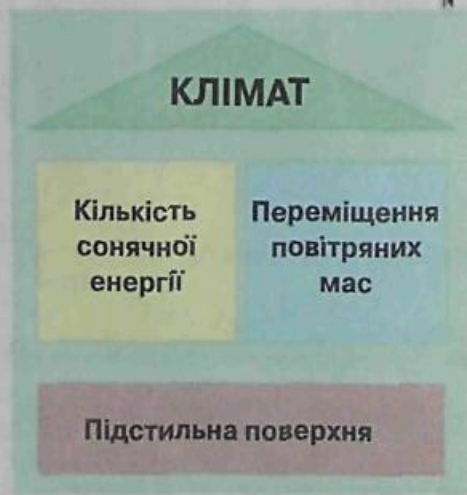 КЛІМАТ
Кількість
сонячної
енергії
Переміщення
повітряних
мас
Підстильна поверхня